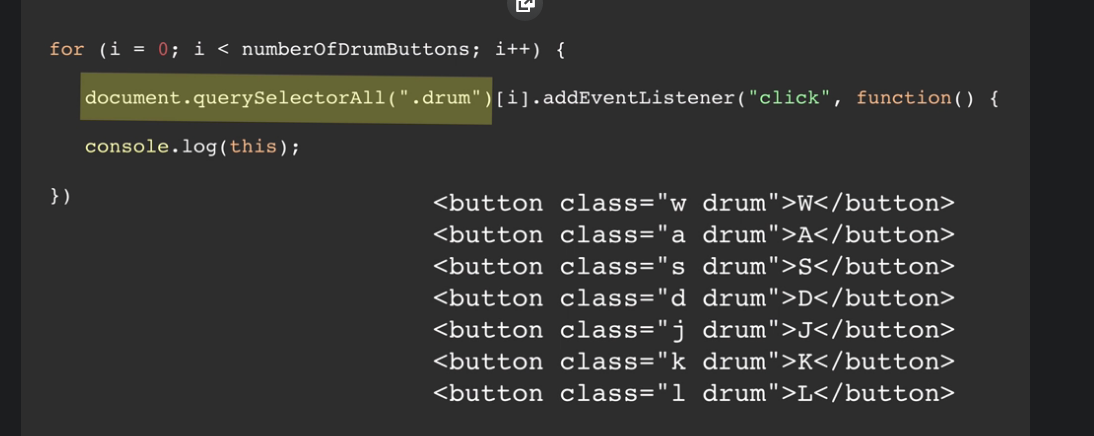 for (i = 0; i < numberOfDrumButtons; i++) {
document.querySelectorAll(".drum")[i].addEventListener("click", function() {
console.log(this);
})
<button class="w drum">W</button>
<button class="a drum">A</button>
<button class="s drum">S</button>
<button class="d drum">D</button>
<button class="j drum">J</button>
<button class="k drum">K</button>
<button class="l drum">L</button>